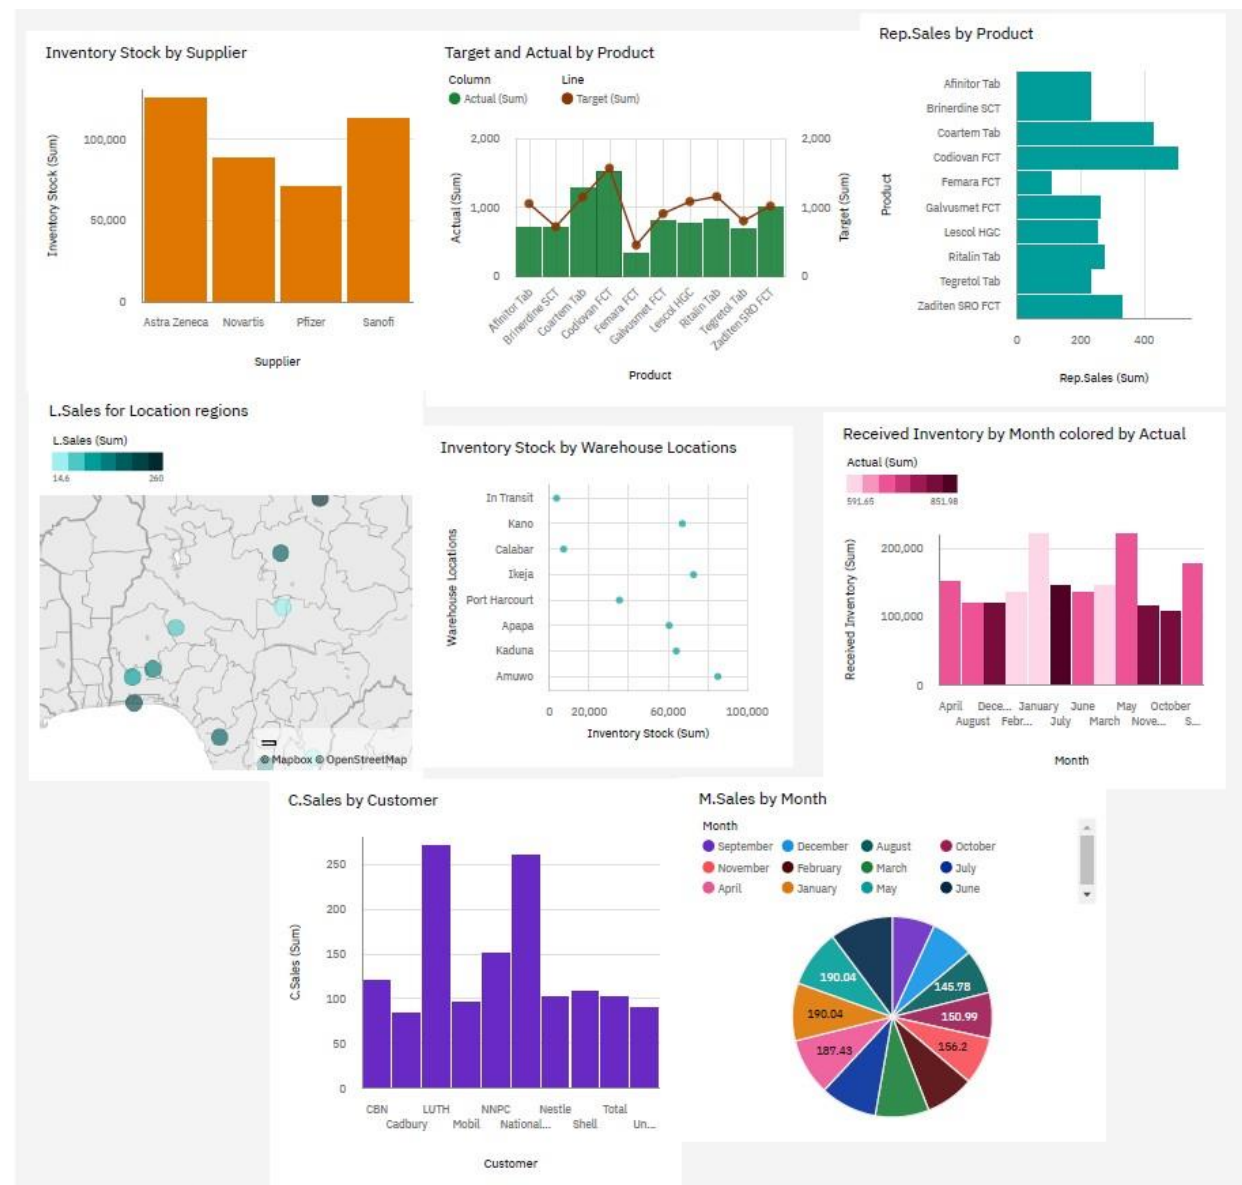 Inventory Stock by Supplier
Inventory Stock (Sum)
100,000
50,000
0
Astra Zeneca Novartis Pfizer Sanofi
Supplier
Target and Actual by Product
Column Line
Actual (Sum) Target (Sum)
Actual (Sum)
2,000
1,000
0
2,000
1,000
0
Target (Sum)
Afinitor Tab
Brinerdine SCT
Coartem Tab
Codiovan FCT
Femara FCT
Galvusmet FCT
Lescol HGC
Ritalin Tab
Tegretol Tab
Zaditen SRO FCT
Product
Rep.Sales by Product
Product
Afinitor Tab
Brinerdine SCT
Coartem Tab
Codiovan FCT
Femara FCT
Galvusmet FCT
Lescol HGC
Ritalin Tab
Tegretol Tab
Zaditen SRO FCT
0 200 400
Rep.Sales (Sum)
L.Sales for Location regions
L.Sales (Sum)
14.6 260
© Mapbox © OpenStreetMap
Inventory Stock by Warehouse Locations
Warehouse Locations
In Transit
Kano
Calabar
Ikeja
Port Harcourt
Apapa
Kaduna
Amuwo
0 20,000 60,000 100,000
Inventory Stock (Sum)
Received Inventory by Month colored by Actual
Actual (Sum)
591.65 851.98
Received Inventory (Sum)
200,000
100,000
0
April Dece... January June May October
August Febr... July March Nove... S...
Month
C.Sales by Customer
C.Sales (Sum)
250
200
150
100
50
0
CBN LUTH NNPC Nestle Total
Cadbury Mobil National... Shell Un...
Customer
M.Sales by Month
Month
September December August October
November February March July
April January May June
190.04
145.78
190.04
150.99
187.43
156.2